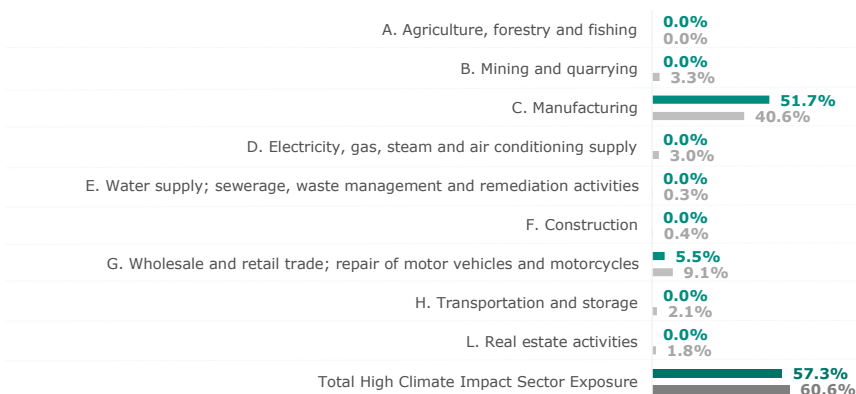 A. Agriculture, forestry and fishing
0.0%
0.0%
B. Mining and quarrying
0.0%
3.3%
C. Manufacturing
51.7%
40.6%
D. Electricity, gas, steam and air conditioning supply
0.0%
3.0%
E. Water supply; sewerage, waste management and remediation activities
0.0%
0.3%
F. Construction
0.0%
0.4%
G. Wholesale and retail trade; repair of motor vehicles and motorcycles
5.5%
9.1%
H. Transportation and storage
0.0%
2.1%
L. Real estate activities
0.0%
1.8%
Total High Climate Impact Sector Exposure
57.3%
60.6%